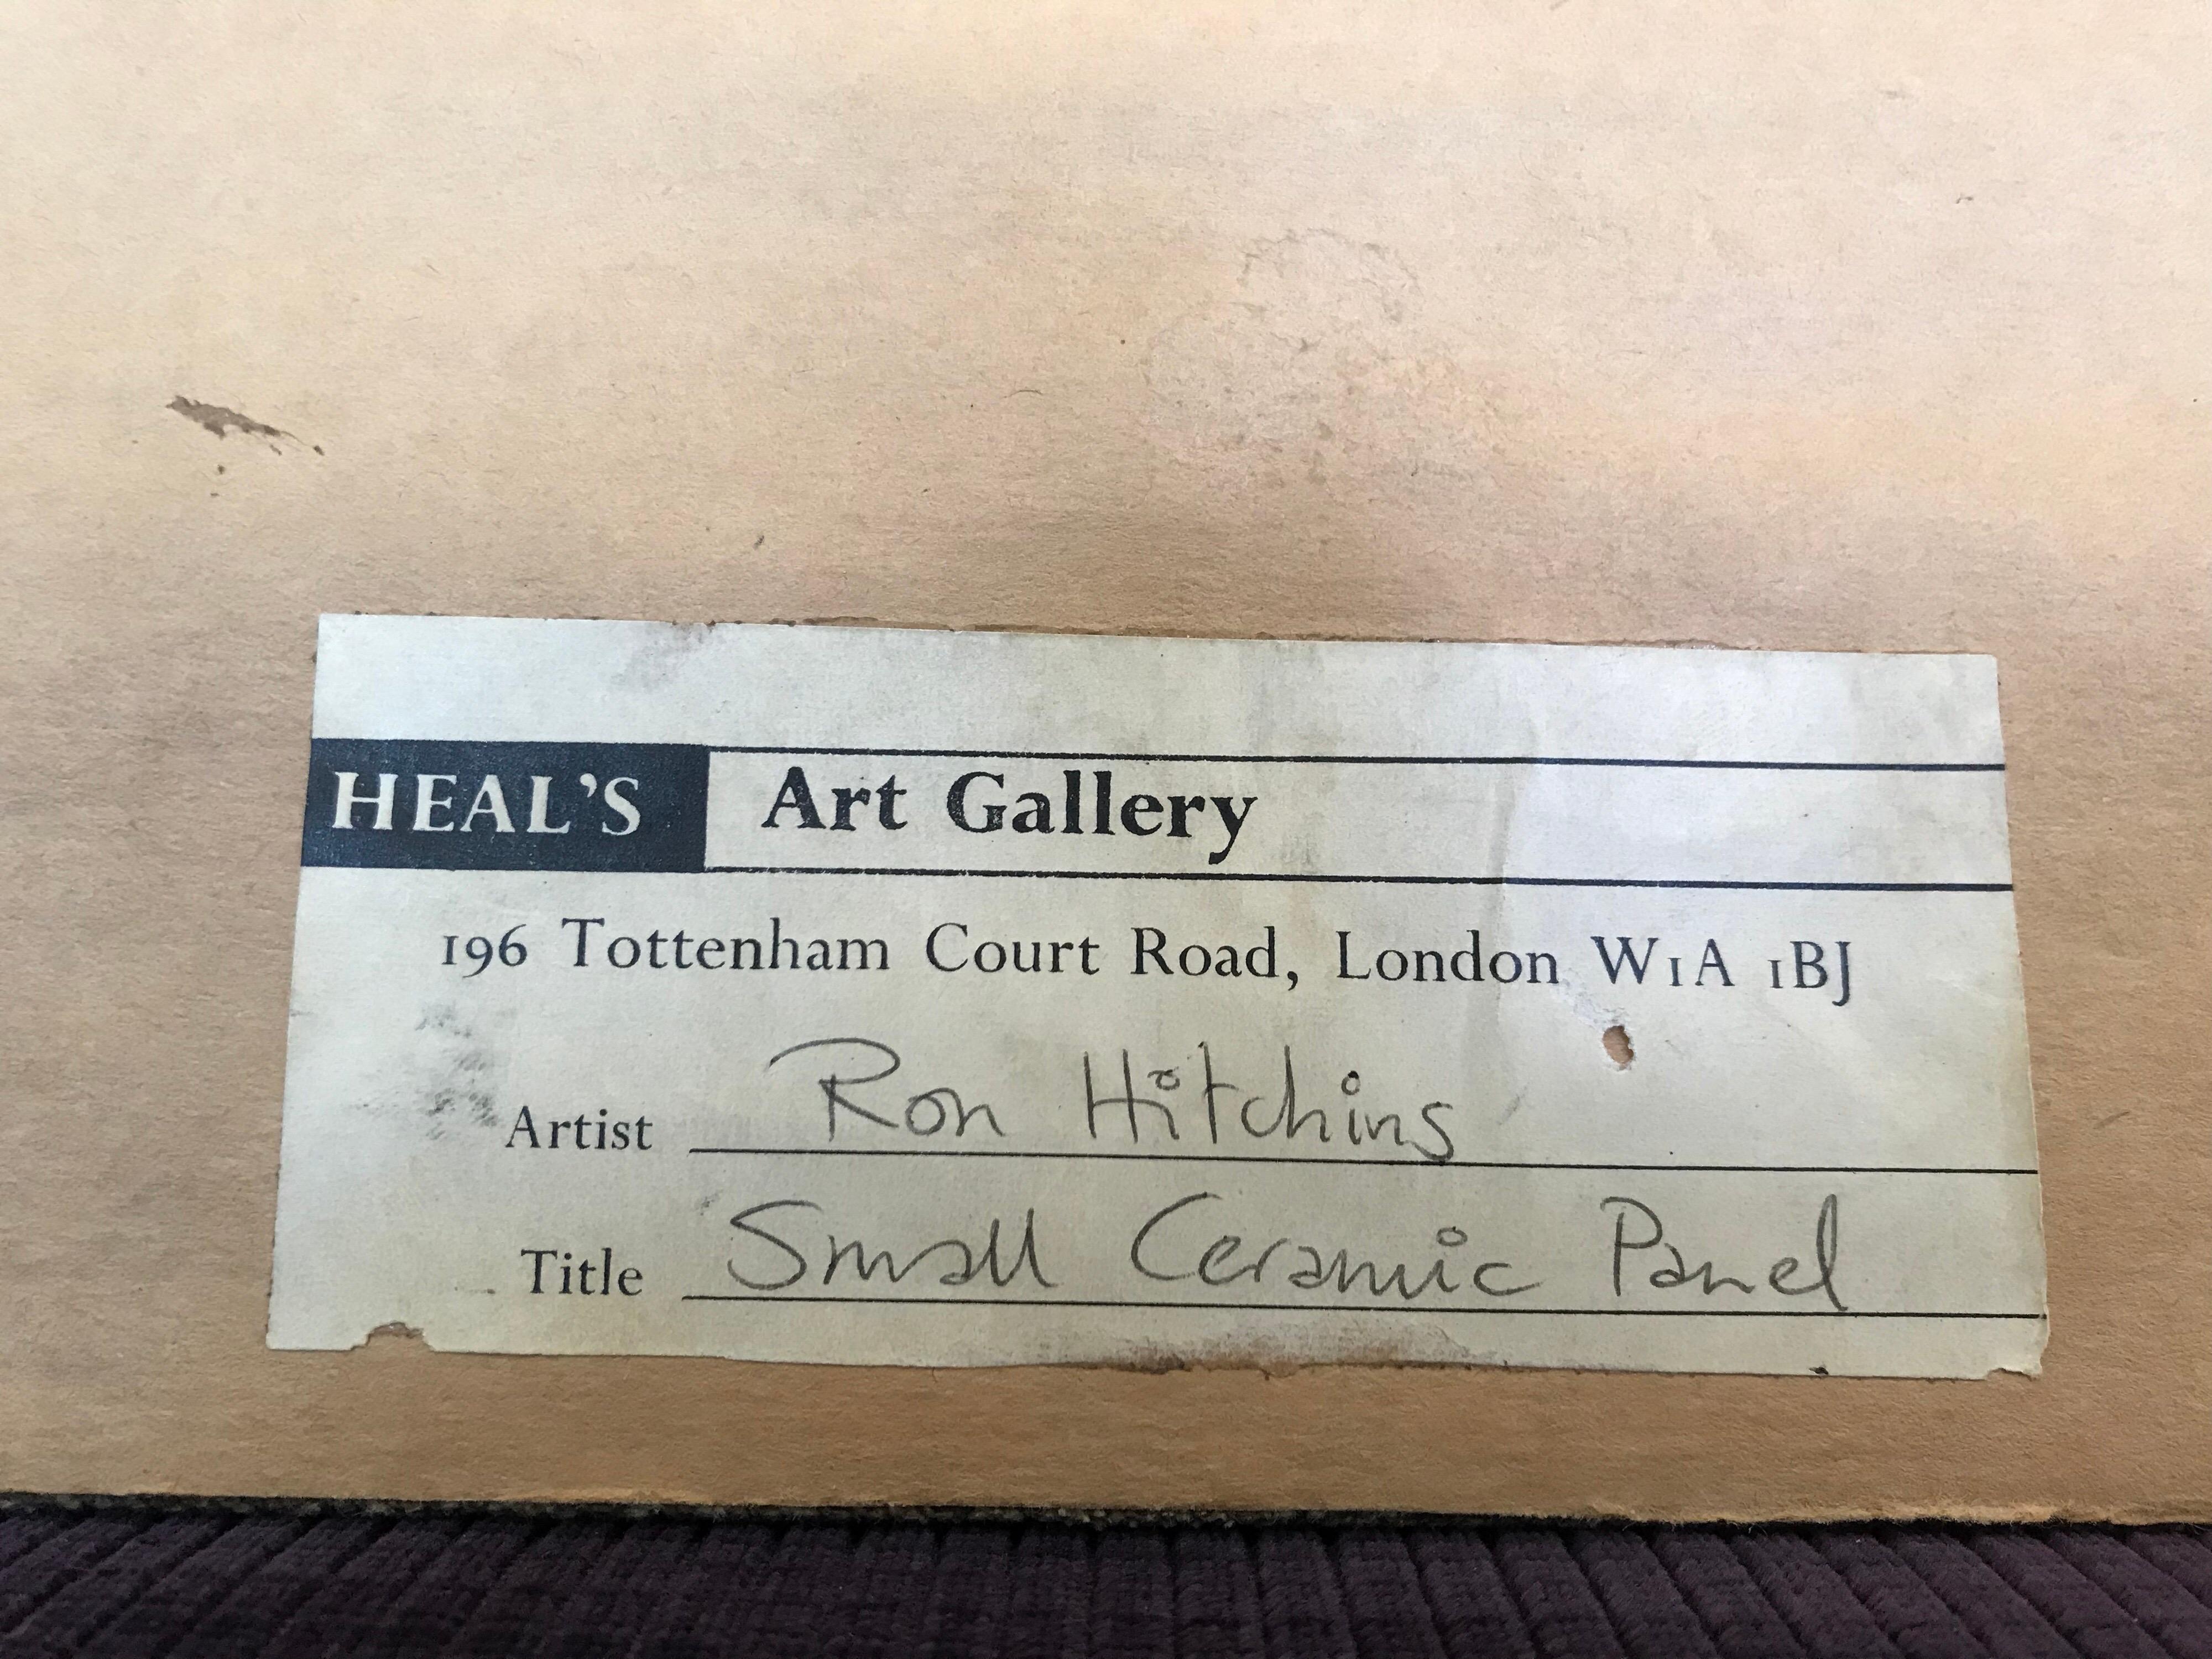 HEAL'S Art Gallery
196 Tottenham Court Road, London W1A 1BJ
Artist Ron Hitchins
Title Small Ceramic Panel